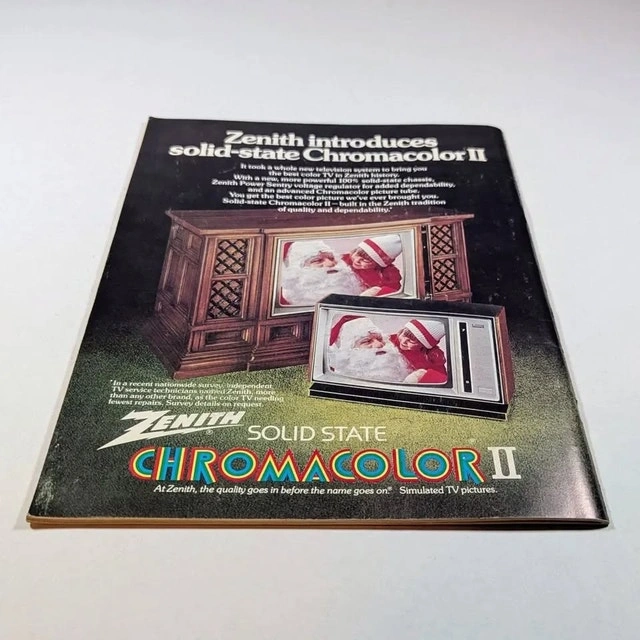 Zenith introduces
solid-state Chromacolor II
It took a whole new television system to bring you
the best color TV in Zenith history.
With a new, more powerful 100% solid-state chassis,
Zenith Power Sentry voltage regulator for added dependability,
and an advanced Chromacolor picture tube.
You get the best color picture we've ever brought you.
Solid-state Chromacolor II – built in the Zenith tradition
of quality and dependability.*
*In a recent nationwide survey, independent
TV service technicians named Zenith, more
than any other brand, as the color TV needing
fewest repairs. Survey details on request.
ZENITH®
SOLID STATE
CHROMACOLOR II
At Zenith, the quality goes in before the name goes on.® Simulated TV pictures.